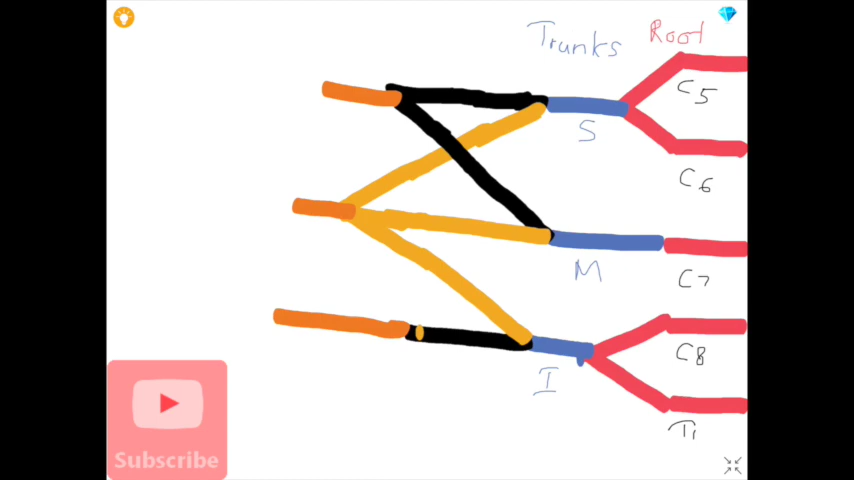 Trunks Root
C5
S
C6
M
C7
C8
I
T1
Subscribe